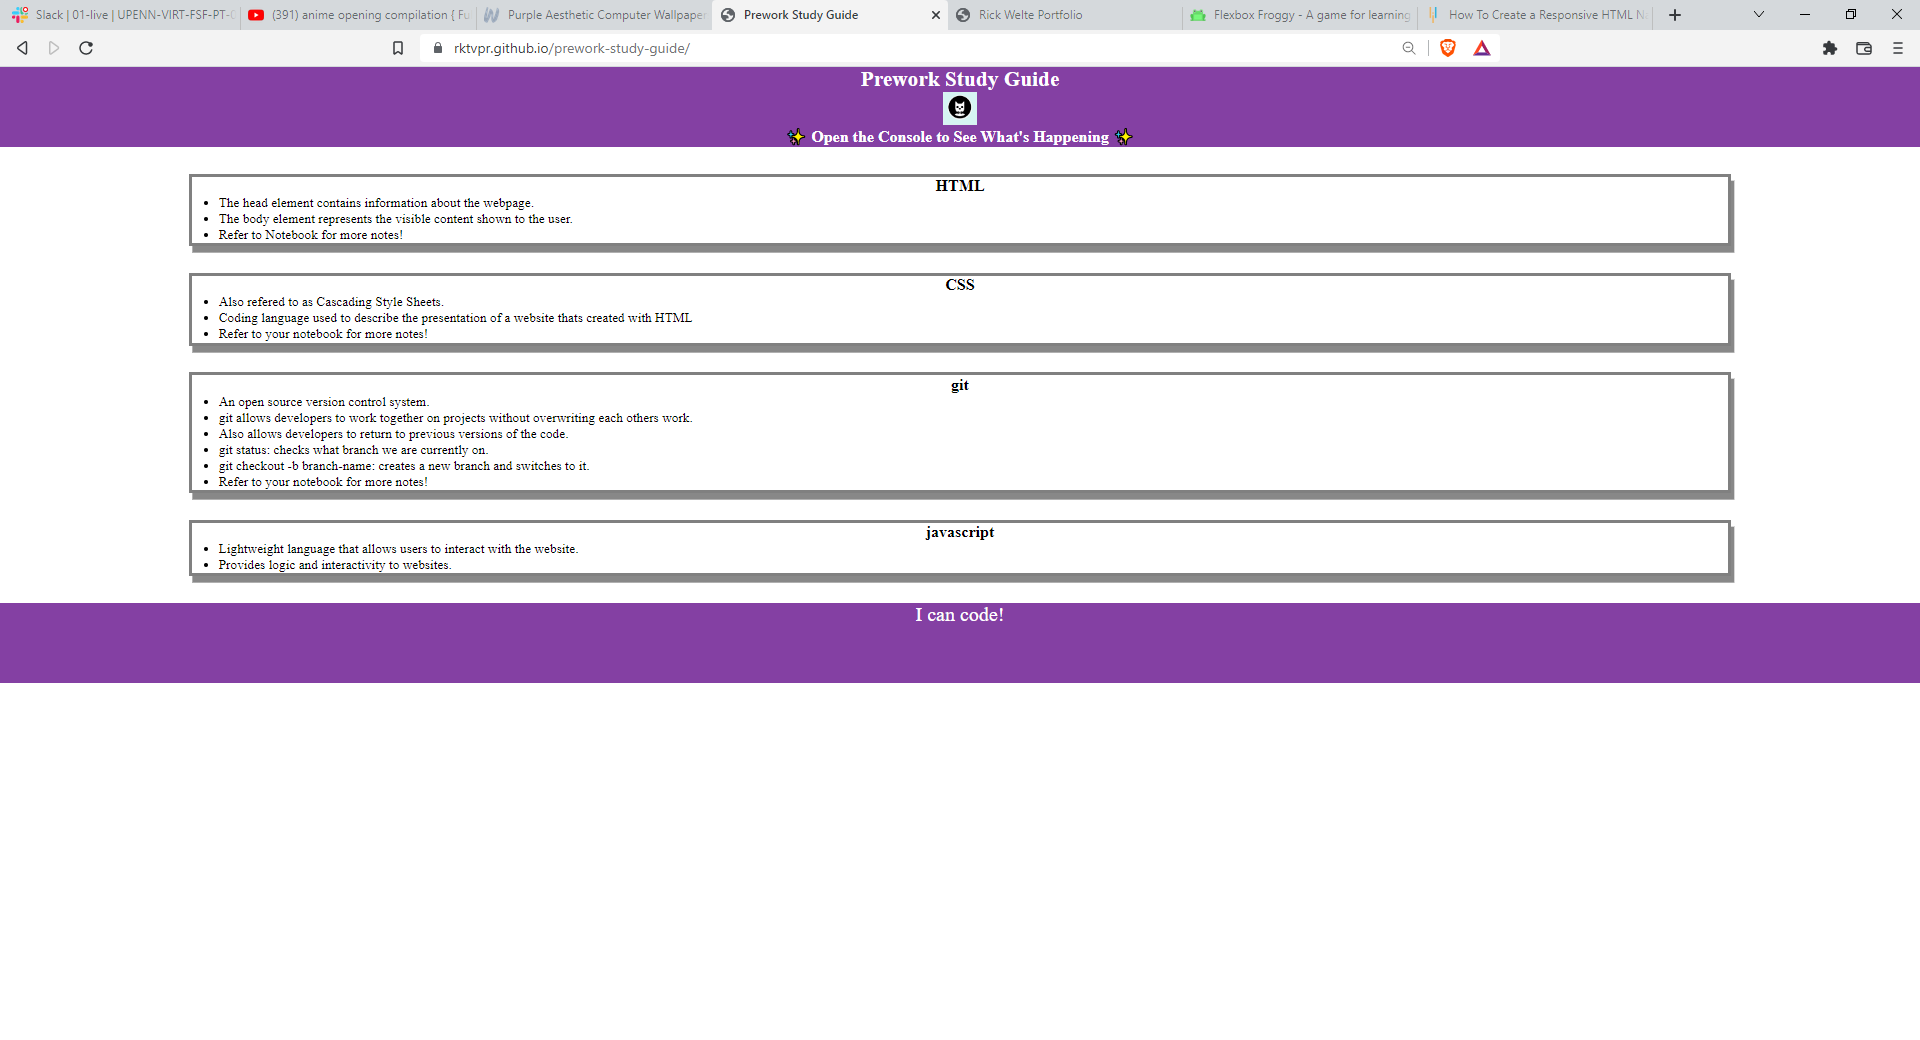 Slack | 01-live | UPENN-VIRT-FSF-PT-
(391) anime opening compilation { Fu
Purple Aesthetic Computer Wallpaper
Prework Study Guide
Rick Welte Portfolio
Flexbox Froggy - A game for learning
How To Create a Responsive HTML N
rktvpr.github.io/prework-study-guide/
Prework Study Guide
✨ Open the Console to See What's Happening ✨
HTML
• The head element contains information about the webpage.
• The body element represents the visible content shown to the user.
• Refer to Notebook for more notes!
CSS
• Also refered to as Cascading Style Sheets.
• Coding language used to describe the presentation of a website thats created with HTML
• Refer to your notebook for more notes!
git
• An open source version control system.
• git allows developers to work together on projects without overwriting each others work.
• Also allows developers to return to previous versions of the code.
• git status: checks what branch we are currently on.
• git checkout -b branch-name: creates a new branch and switches to it.
• Refer to your notebook for more notes!
javascript
• Lightweight language that allows users to interact with the website.
• Provides logic and interactivity to websites.
I can code!